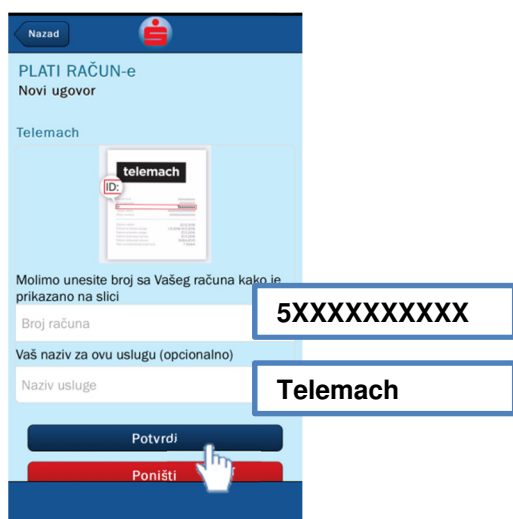 Nazad
PLATI RAČUN-e
Novi ugovor
Telemach
telemach
ID:
Molimo unesite broj sa Vašeg računa kako je
prikazano na slici
Broj računa
5XXXXXXXXXX
Vaš naziv za ovu uslugu (opcionalno)
Naziv usluge
Telemach
Potvrdi
Poništi